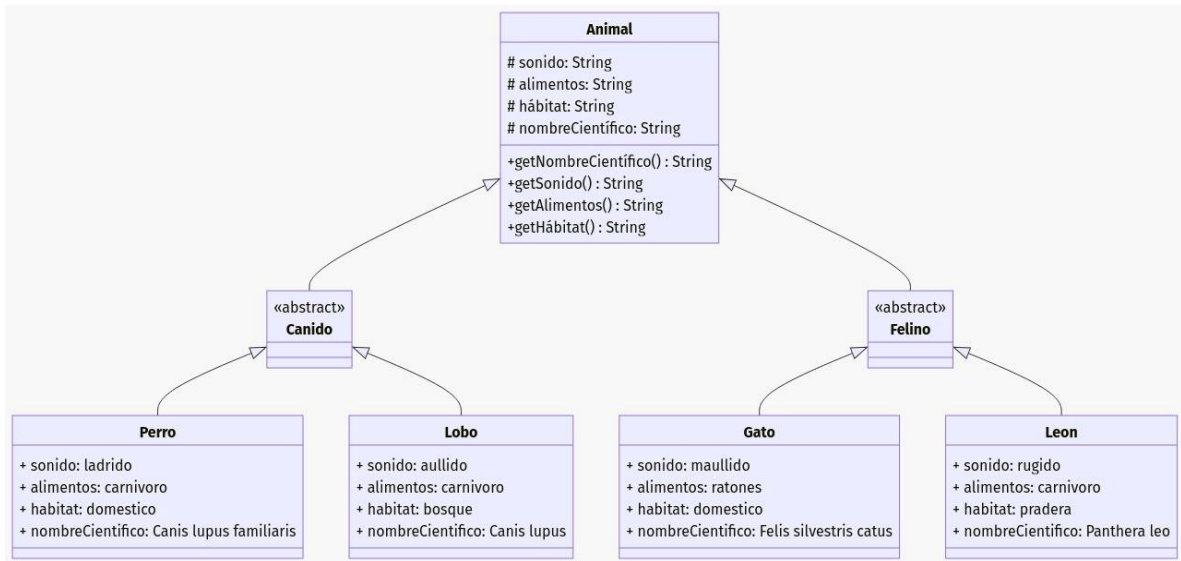 Animal
# sonido: String
# alimentos: String
# hábitat: String
# nombreCientífico: String
+getNombreCientífico() : String
+getSonido() : String
+getAlimentos() : String
+getHábitat() : String
«abstract»
Canido
«abstract»
Felino
Perro
+ sonido: ladrido
+ alimentos: carnivoro
+ habitat: domestico
+ nombreCientifico: Canis lupus familiaris
Lobo
+ sonido: aullido
+ alimentos: carnivoro
+ habitat: bosque
+ nombreCientifico: Canis lupus
Gato
+ sonido: maullido
+ alimentos: ratones
+ habitat: domestico
+ nombreCientifico: Felis silvestris catus
Leon
+ sonido: rugido
+ alimentos: carnivoro
+ habitat: pradera
+ nombreCientifico: Panthera leo